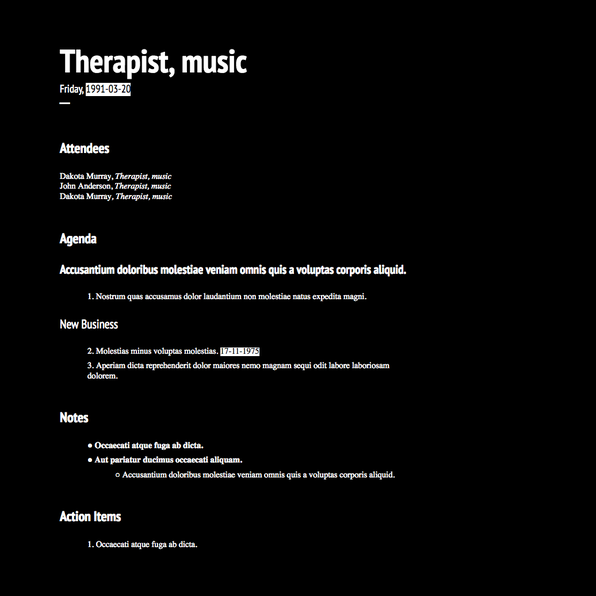 Therapist, music
Friday, 1991-03-20
Attendees
Dakota Murray, Therapist, music
John Anderson, Therapist, music
Dakota Murray, Therapist, music
Agenda
Accusantium doloribus molestiae veniam omnis quis a voluptas corporis aliquid.
1. Nostrum quas accusamus dolor laudantium non molestiae natus expedita magni.
New Business
2. Molestias minus voluptas molestias. 17-11-1975
3. Aperiam dicta reprehenderit dolor maiores nemo magnam sequi odit labore laboriosam
dolorem.
Notes
● Occaecati atque fuga ab dicta.
● Aut pariatur ducimus occaecati aliquam.
○ Accusantium doloribus molestiae veniam omnis quis a voluptas corporis aliquid.
Action Items
1. Occaecati atque fuga ab dicta.